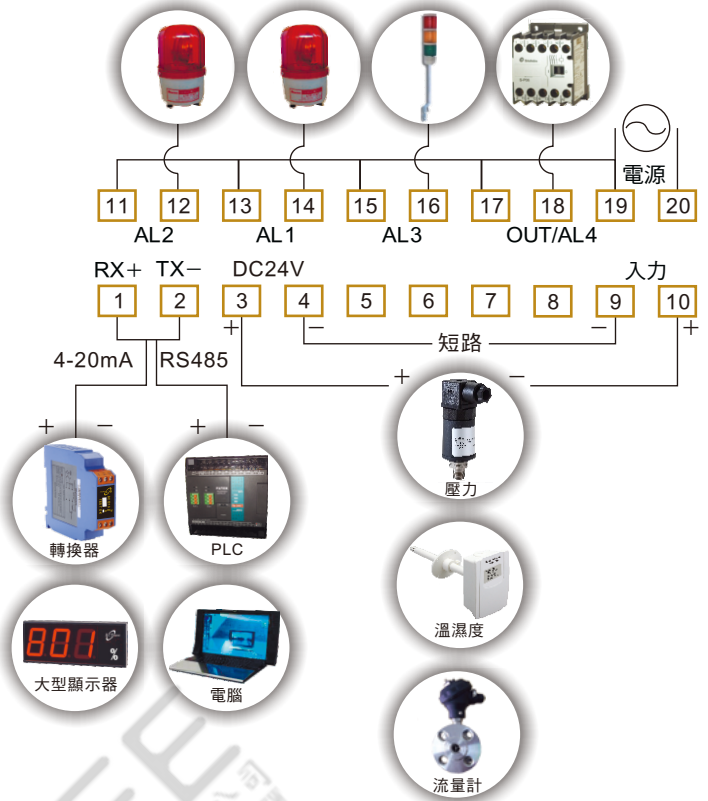 電源
11 12 13 14 15 16 17 18 19 20
AL2 AL1 AL3 OUT/AL4
RX+ TX− DC24V 入力
1 2 3 4 5 6 7 8 9 10
+ − − +
短路
4-20mA RS485
+ −
+ − + −
壓力
轉換器 PLC
溫濕度
801 %
大型顯示器 電腦
流量計